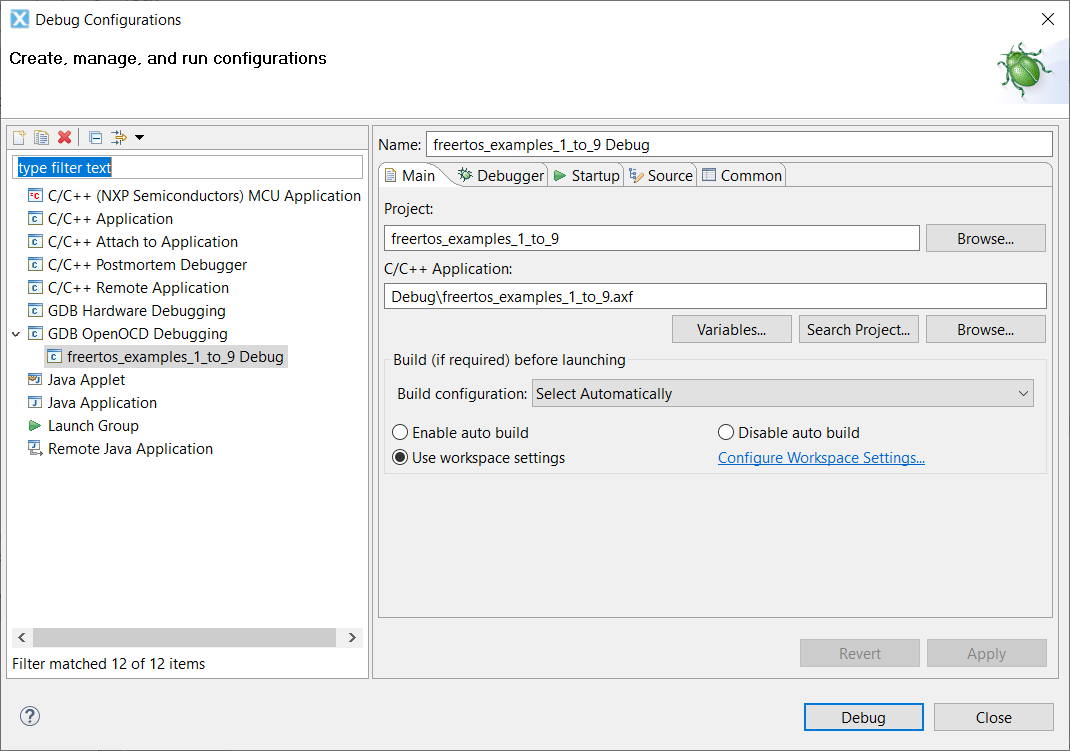 Debug Configurations
Create, manage, and run configurations
type filter text
C/C++ (NXP Semiconductors) MCU Application
C/C++ Application
C/C++ Attach to Application
C/C++ Postmortem Debugger
C/C++ Remote Application
GDB Hardware Debugging
GDB OpenOCD Debugging
freertos_examples_1_to_9 Debug
Java Applet
Java Application
Launch Group
Remote Java Application
Filter matched 12 of 12 items
Name: freertos_examples_1_to_9 Debug
Main Debugger Startup Source Common
Project:
freertos_examples_1_to_9 Browse...
C/C++ Application:
Debug\freertos_examples_1_to_9.axf
Variables... Search Project... Browse...
Build (if required) before launching
Build configuration: Select Automatically
Enable auto build Disable auto build
Use workspace settings Configure Workspace Settings...
Revert Apply
? Debug Close